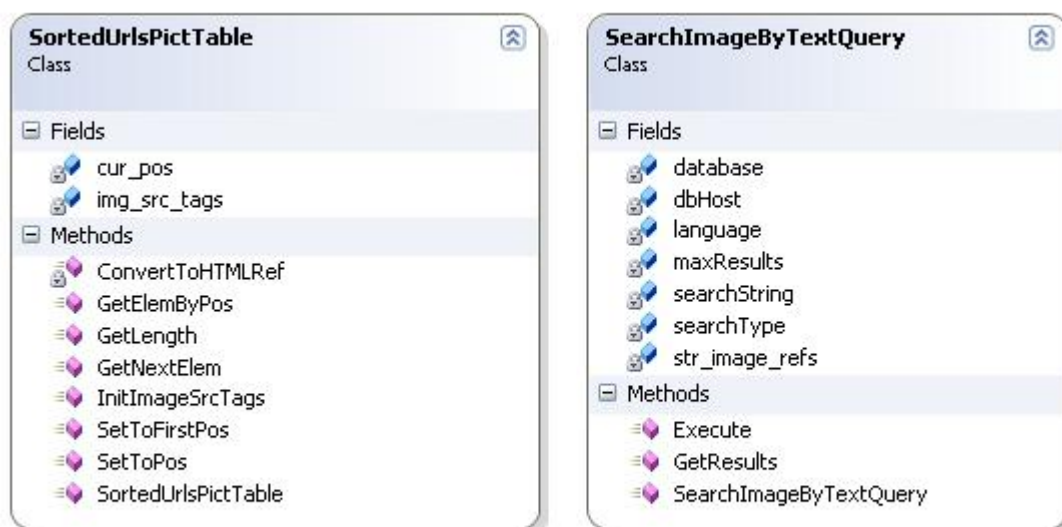 SortedUrlsPictTable
Class
Fields
cur_pos
img_src_tags
Methods
ConvertToHTMLRef
GetElemByPos
GetLength
GetNextElem
InitImageSrcTags
SetToFirstPos
SetToPos
SortedUrlsPictTable
SearchImageByTextQuery
Class
Fields
database
dbHost
language
maxResults
searchString
searchType
str_image_refs
Methods
Execute
GetResults
SearchImageByTextQuery